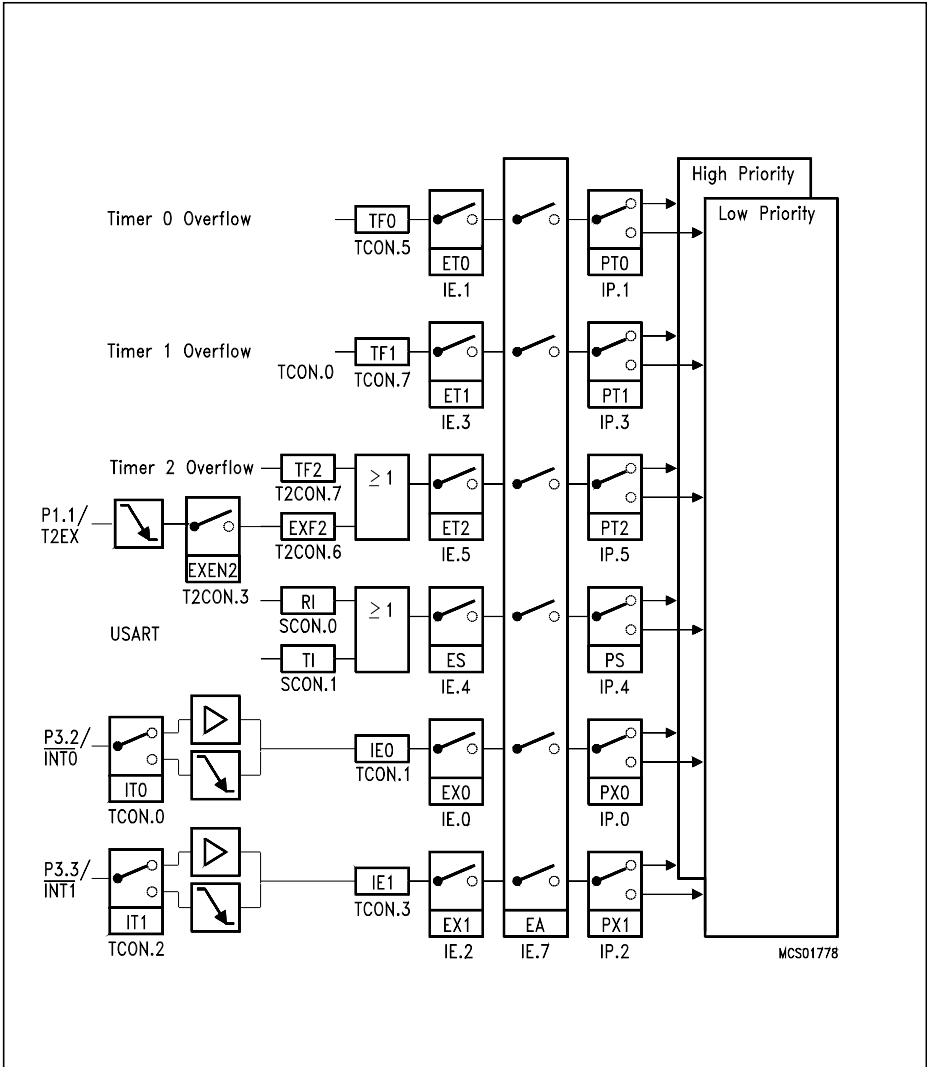 High Priority
Low Priority
Timer 0 Overflow
TF0
TCON.5
ET0
IE.1
PT0
IP.1
Timer 1 Overflow
TCON.0
TF1
TCON.7
ET1
IE.3
PT1
IP.3
Timer 2 Overflow
TF2
T2CON.7
≥1
ET2
IE.5
PT2
IP.5
P1.1/
T2EX
EXEN2
T2CON.3
EXF2
T2CON.6
USART
RI
SCON.0
TI
SCON.1
≥1
ES
IE.4
PS
IP.4
P3.2/
INT0
IT0
TCON.0
IE0
TCON.1
EX0
IE.0
PX0
IP.0
P3.3/
INT1
IT1
TCON.2
IE1
TCON.3
EX1
IE.2
EA
IE.7
PX1
IP.2
MCS01778